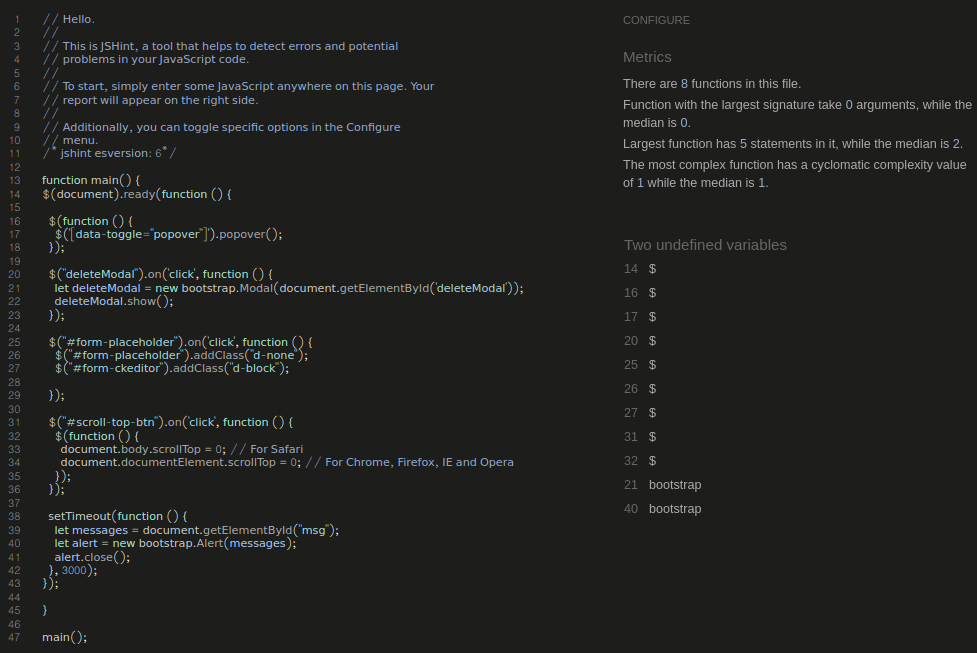 1 // Hello.
2 //
3 // This is JSHint, a tool that helps to detect errors and potential
4 // problems in your JavaScript code.
5 //
6 // To start, simply enter some JavaScript anywhere on this page. Your
7 // report will appear on the right side.
8 //
9 // Additionally, you can toggle specific options in the Configure
10 // menu.
11 /* jshint esversion: 6*/
12
13 function main() {
14 $(document).ready(function () {
15
16 $(function () {
17 $('[data-toggle="popover"]').popover();
18 });
19
20 $("deleteModal").on('click', function () {
21 let deleteModal = new bootstrap.Modal(document.getElementById('deleteModal'));
22 deleteModal.show();
23 });
24
25 $("#form-placeholder").on('click', function () {
26 $("#form-placeholder").addClass("d-none");
27 $("#form-ckeditor").addClass("d-block");
28
29 });
30
31 $("#scroll-top-btn").on('click', function () {
32 $(function () {
33 document.body.scrollTop = 0; // For Safari
34 document.documentElement.scrollTop = 0; // For Chrome, Firefox, IE and Opera
35 });
36 });
37
38 setTimeout(function () {
39 let messages = document.getElementById("msg");
40 let alert = new bootstrap.Alert(messages);
41 alert.close();
42 }, 3000);
43 });
44
45 }
46
47 main();
CONFIGURE
Metrics
There are 8 functions in this file.
Function with the largest signature take 0 arguments, while the
median is 0.
Largest function has 5 statements in it, while the median is 2.
The most complex function has a cyclomatic complexity value
of 1 while the median is 1.
Two undefined variables
14 $
16 $
17 $
20 $
25 $
26 $
27 $
31 $
32 $
21 bootstrap
40 bootstrap